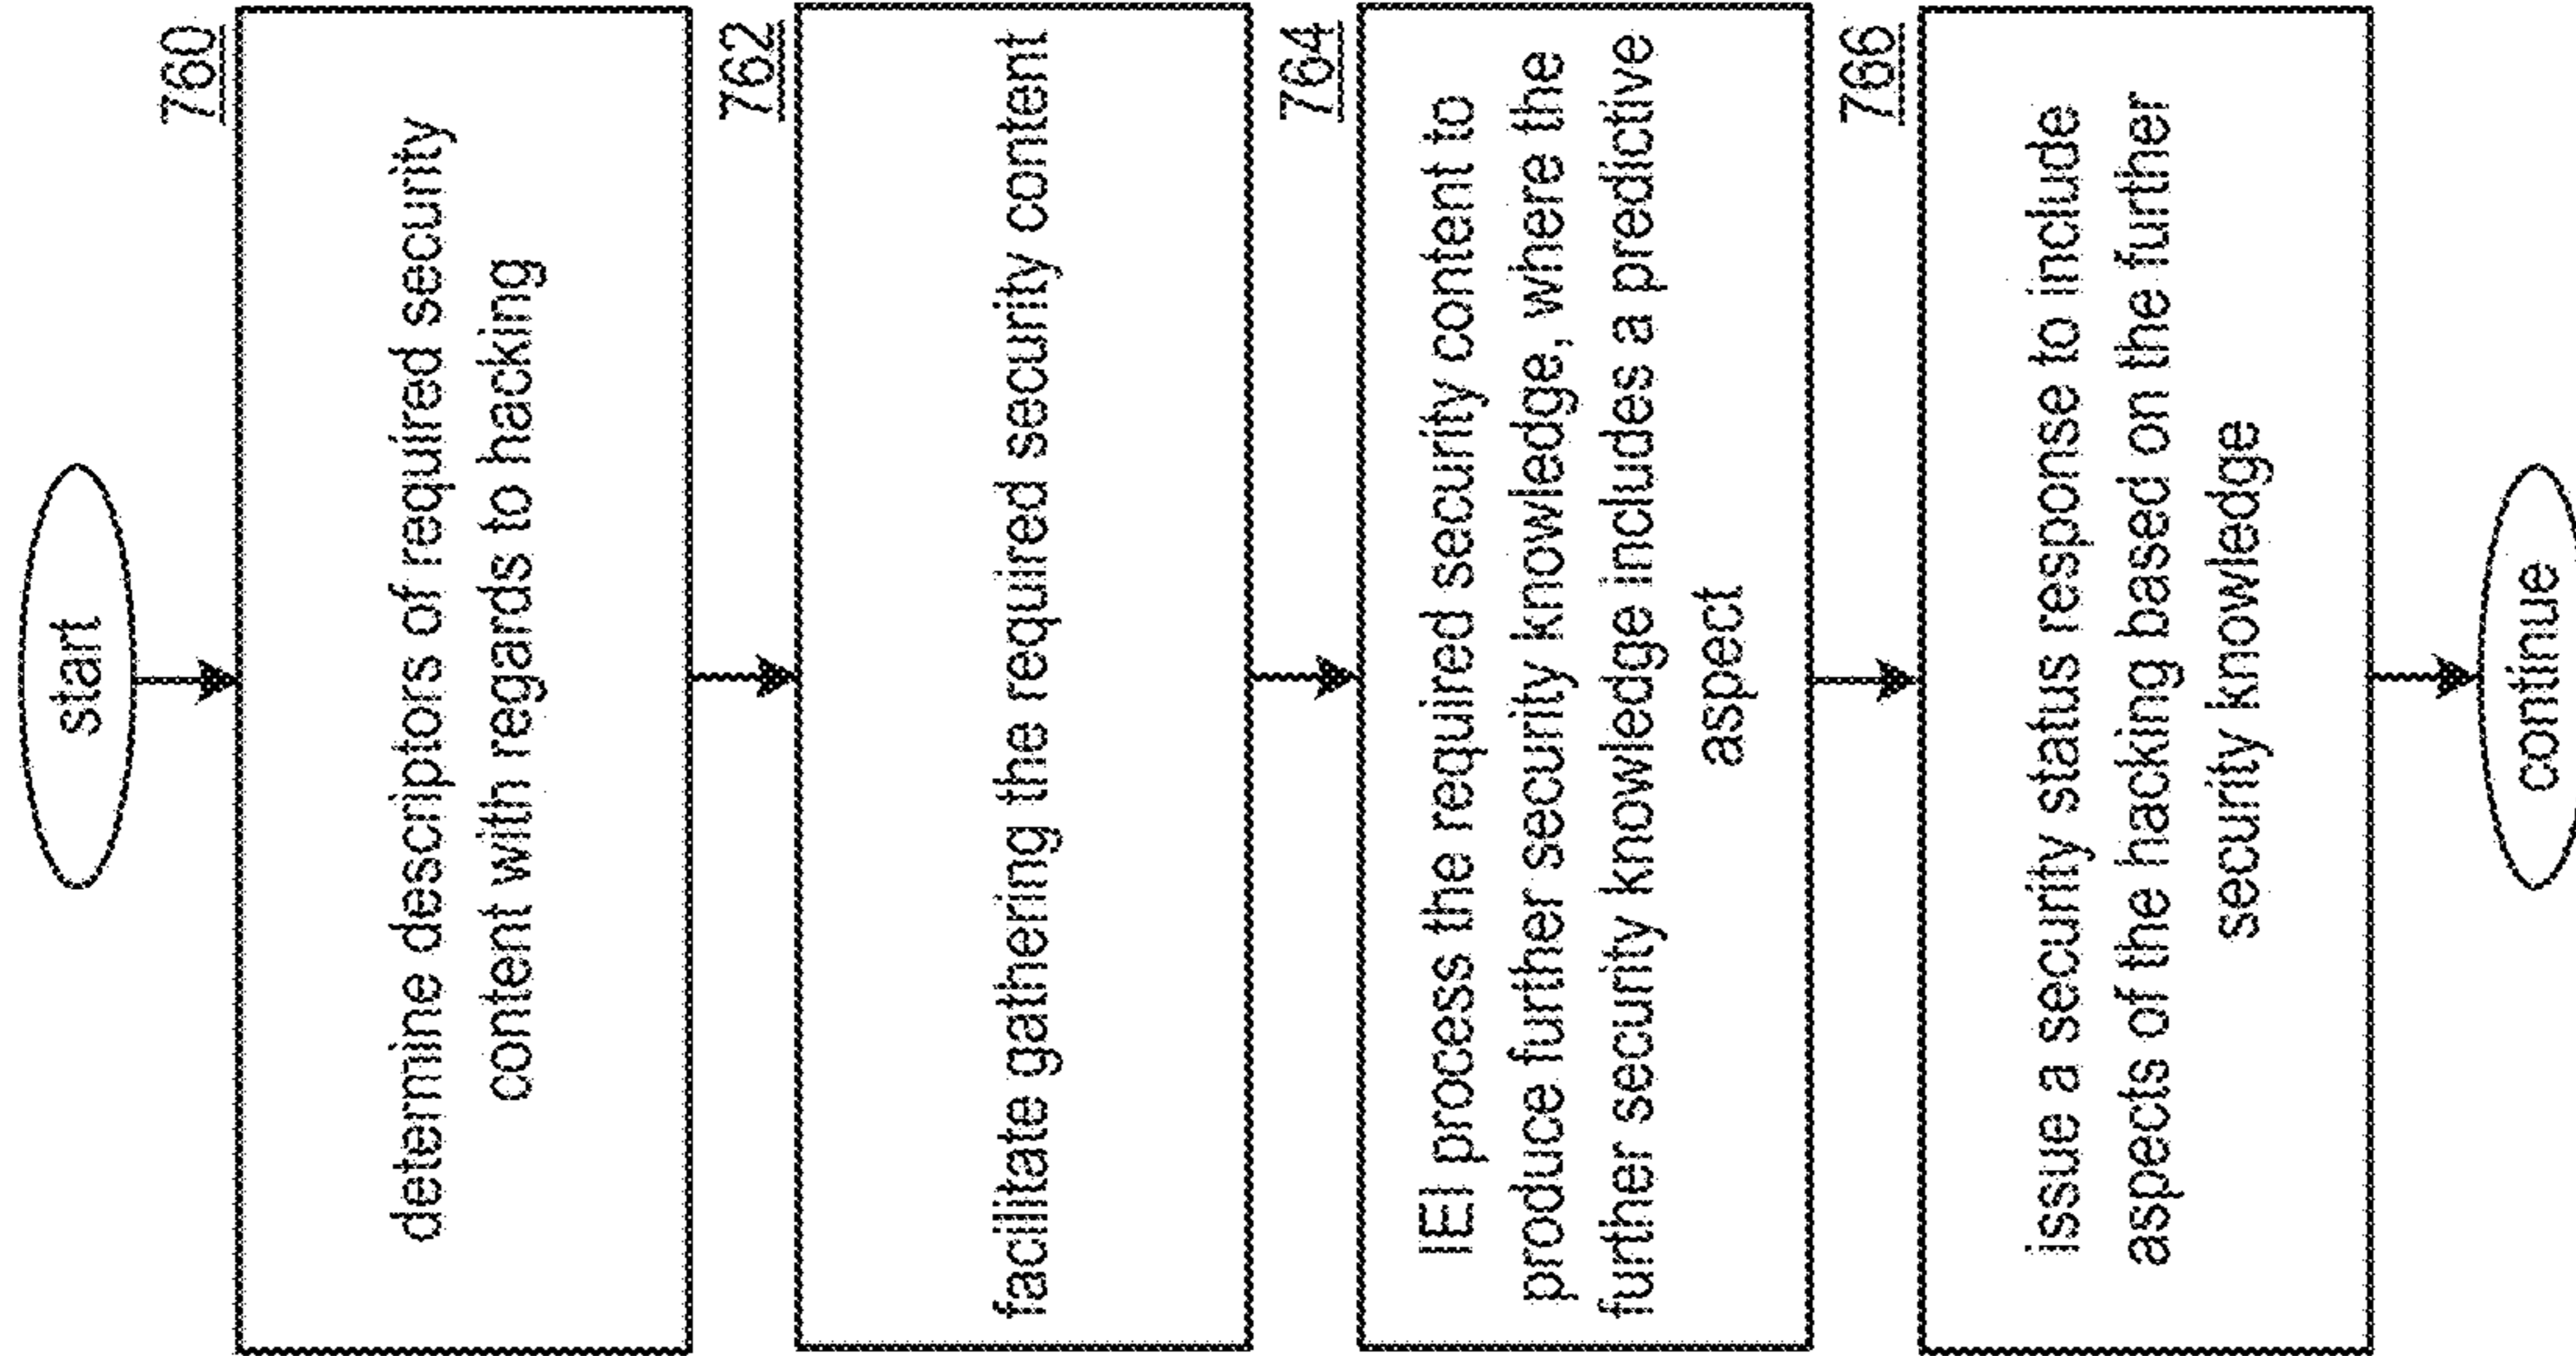 start
760
determine descriptors of required security
content with regards to hacking
762
facilitate gathering the required security content
764
IEI process the required security content to
produce further security knowledge, where the
further security knowledge includes a predictive
aspect
766
issue a security status response to include
aspects of the hacking based on the further
security knowledge
continue